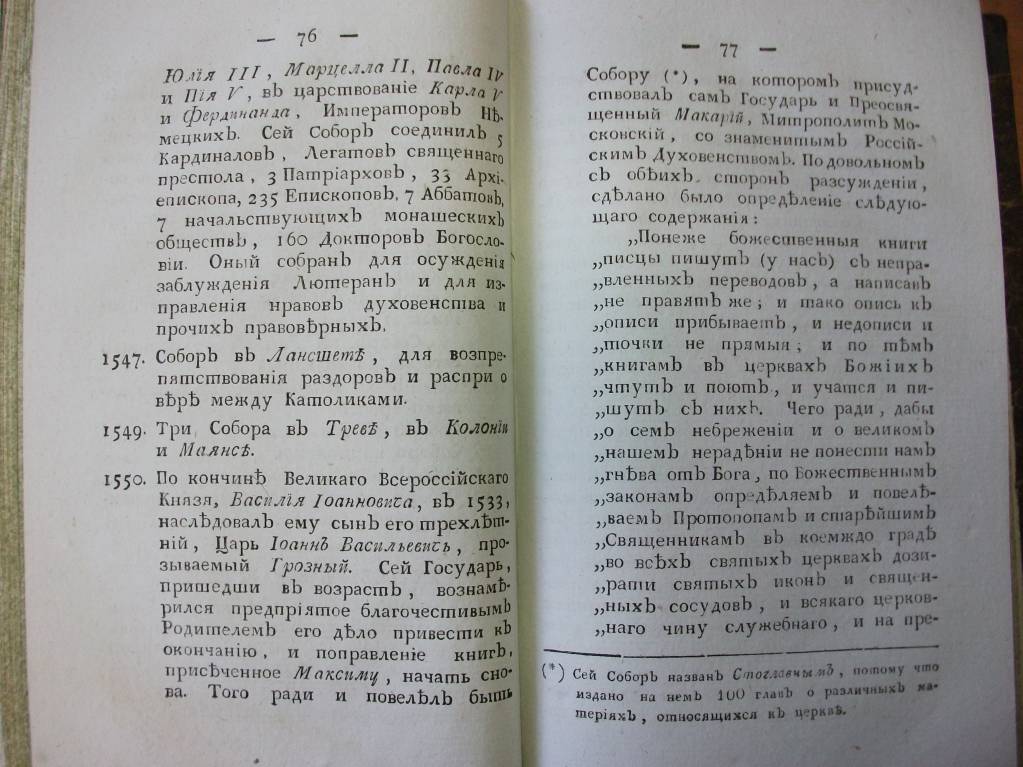 — 76 —
Юлія III, Марцелла II, Павла IV
и Пія V, вЪ царствованіе Карла V
и Фердинанда, ИмператоровЪ Нѣ-
мецкихЪ. Сей СоборЪ соединилЪ 5
КардиналовЪ, ЛегатовЪ священнаго
престола, 3 ПатріарховЪ, 33 Архі-
епископа, 235 ЕпископовЪ, 7 АббатовЪ,
7 начальствующихЪ монашескихЪ
обществЪ, 160 ДокторовЪ Богосло-
віи. Оный собранЪ для осужденія
заблужденія ЛютеранЪ и для из-
правленія нравовЪ духовенства и
прочихЪ правовѣрныхЪ.
1547. СоборЪ вЪ Лансшетѣ, для возпре-
пятствованія раздоровЪ и распри о
вѣрѣ между Католиками.
1549. Три Собора вЪ Тревѣ, вЪ Колоніи
и Маянсѣ.
1550. По кончинѣ Великаго Всероссійскаго
Князя, Василія Іоанновича, вЪ 1533,
наслѣдовалЪ ему сынЪ его трехлѣт-
ній, Царь ІоаннЪ Васильевичь, про-
зываемый Грозный. Сей Государь,
пришедши вЪ возрастЪ, вознамѣ-
рился предпріятое благочестивымЪ
РодителемЪ его дѣло привести кЪ
окончанію, и поправленіе книгЪ,
присѣченное Максиму, начать сно-
ва. Того ради и повелѣлЪ быть
— 77 —
Собору (*), на которомЪ присуд-
ствовалЪ самЪ Государь и Преосвя-
щенный Макарій, МитрополитЪ Мо-
сковскій, со знаменитымЪ Россій-
скимЪ ДуховенствомЪ. По довольномЪ
сЪ обѣихЪ сторонЪ разсужденіи,
сдѣлано было опредѣленіе слѣдую-
щаго содержанія:
„Понеже божественныя книги
„писцы пишутЪ (у насЪ) сЪ непра-
„вленныхЪ переводовЪ, а написавЪ
„не правятЪ же; и тако опись кЪ
„описи прибываетЪ, и недописи и
„точки не прямыя; и по тѣмЪ
„книгамЪ вЪ церквахЪ БожіихЪ
„чтутЪ и поютЪ, и учатся и пи-
„шутЪ сЪ нихЪ. Чего ради, дабы
„о семЪ небреженіи и о великомЪ
„нашемЪ нерадѣніи не понести намЪ
„гнѣва отЪ Бога, по БожественнымЪ
„законамЪ опредѣляемЪ и повелѣ-
„ваемЪ ПротопопамЪ и старѣйшимЪ
„СвященникамЪ вЪ коемждо градѣ
„во всѣхЪ святыхЪ церквахЪ дози-
„рати святыхЪ иконЪ и священ-
„ныхЪ сосудовЪ, и всякаго церков-
„наго чину служебнаго, и на пре-
(*) Сей СоборЪ названЪ СтоглавнымЪ, потому что
издано на немЪ 100 главЪ о различныхЪ ма-
теріяхЪ, относящихся кЪ церквѣ.